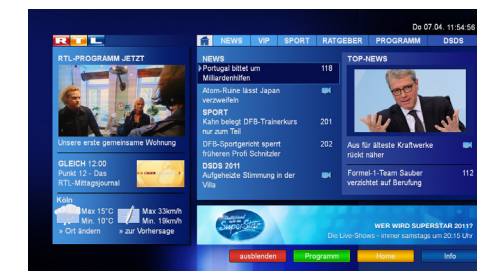 Do 07.04. 11:54:56
RTL
NEWS VIP SPORT RATGEBER PROGRAMM DSDS
RTL-PROGRAMM JETZT
Unsere erste gemeinsame Wohnung
GLEICH 12:00
Punkt 12 - Das
RTL-Mittagsjournal
Köln
Max 15°C
Min. 10°C
Max 33km/h
Min. 19km/h
» Ort ändern » zur Vorhersage
NEWS
Portugal bittet um 118
Milliardenhilfen
Atom-Ruine lässt Japan
verzweifeln
SPORT
Kahn belegt DFB-Trainerkurs 201
nur zum Teil
DFB-Sportgericht sperrt 202
früheren Profi Schnitzler
DSDS 2011
Aufgeheizte Stimmung in der
Villa
TOP-NEWS
Aus für älteste Kraftwerke
rückt näher
Formel-1-Team Sauber 112
verzichtet auf Berufung
Deutschland
sucht den
SuperStar
WER WIRD SUPERSTAR 2011?
Die Live-Shows - immer samstags um 20:15 Uhr
ausblenden Programm Home Info